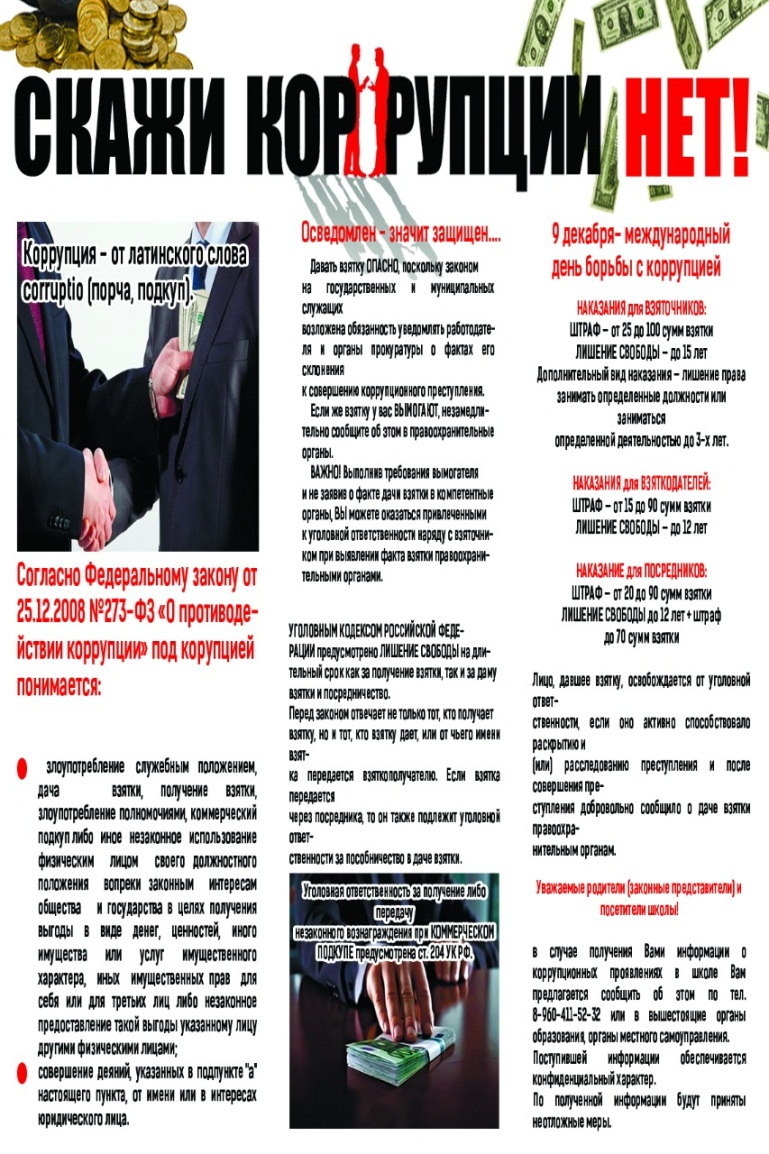 СКАЖИ КОРРУПЦИИ НЕТ!
Коррупция - от латинского слова
corruptio (порча, подкуп).
Согласно Федеральному закону от
25.12.2008 №273-ФЗ «О противоде-
йствии коррупции» под корупцией
понимается:
злоупотребление служебным положением,
дача взятки, получение взятки,
злоупотребление полномочиями, коммерческий
подкуп либо иное незаконное использование
физическим лицом своего должностного
положения вопреки законным интересам
общества и государства в целях получения
выгоды в виде денег, ценностей, иного
имущества или услуг имущественного
характера, иных имущественных прав для
себя или для третьих лиц либо незаконное
предоставление такой выгоды указанному лицу
другими физическими лицами;
совершение деяний, указанных в подпункте "а"
настоящего пункта, от имени или в интересах
юридического лица.
Осведомлен - значит защищен....
Давать взятку ОПАСНО, поскольку законом
на государственных и муниципальных
служащих
возложена обязанность уведомлять работодате-
ля и органы прокуратуры о фактах его
склонения
к совершению коррупционного преступления.
Если же взятку у вас ВЫМОГАЮТ, незамедли-
тельно сообщите об этом в правоохранительные
органы.
ВАЖНО! Выполнив требования вымогателя
и не заявив о факте дачи взятки в компетентные
органы, ВЫ можете оказаться привлеченными
к уголовной ответственности наряду с взяточни-
ком при выявлении факта взятки правоохрани-
тельными органами.
УГОЛОВНЫМ КОДЕКСОМ РОССИЙСКОЙ ФЕДЕ-
РАЦИИ предусмотрено ЛИШЕНИЕ СВОБОДЫ на дли-
тельный срок как за получение взятки, так и за даму
взятки и посредничество.
Перед законом отвечает не только тот, кто получает
взятку, но и тот, кто взятку дает, или от чьего имени
взят-
ка передается взяткополучателю. Если взятка
передается
через посредника, то он также подлежит уголовной
ответ-
ственности за пособничество в даче взятки.
Уголовная ответственность за получение либо
передачу
незаконного вознаграждения при КОММЕРЧЕСКОМ
ПОДКУПЕ предусмотрена ст. 204 УК РФ.
9 декабря- международный
день борьбы с коррупцией
НАКАЗАНИЯ для ВЗЯТОЧНИКОВ:
ШТРАФ – от 25 до 100 сумм взятки
ЛИШЕНИЕ СВОБОДЫ – до 15 лет
Дополнительный вид наказания – лишение права
занимать определенные должности или
заниматься
определенной деятельностью до 3-х лет.
НАКАЗАНИЯ для ВЗЯТКОДАТЕЛЕЙ:
ШТРАФ – от 15 до 90 сумм взятки
ЛИШЕНИЕ СВОБОДЫ – до 12 лет
НАКАЗАНИЕ для ПОСРЕДНИКОВ:
ШТРАФ – от 20 до 90 сумм взятки
ЛИШЕНИЕ СВОБОДЫ до 12 лет + штраф
до 70 сумм взятки
Лицо, давшее взятку, освобождается от уголовной
ответ-
ственности, если оно активно способствовало
раскрытию и
(или) расследованию преступления и после
совершения пре-
ступления добровольно сообщило о даче взятки
правоохра-
нительным органам.
Уважаемые родители (законные представители) и
посетители школы!
в случае получения Вами информации о
коррупционных проявлениях в школе Вам
предлагается сообщить об этом по тел.
8-960-411-52-32 или в вышестоящие органы
образования, органы местного самоуправления.
Поступившей информации обеспечивается
конфиденциальный характер.
По полученной информации будут приняты
неотложные меры.